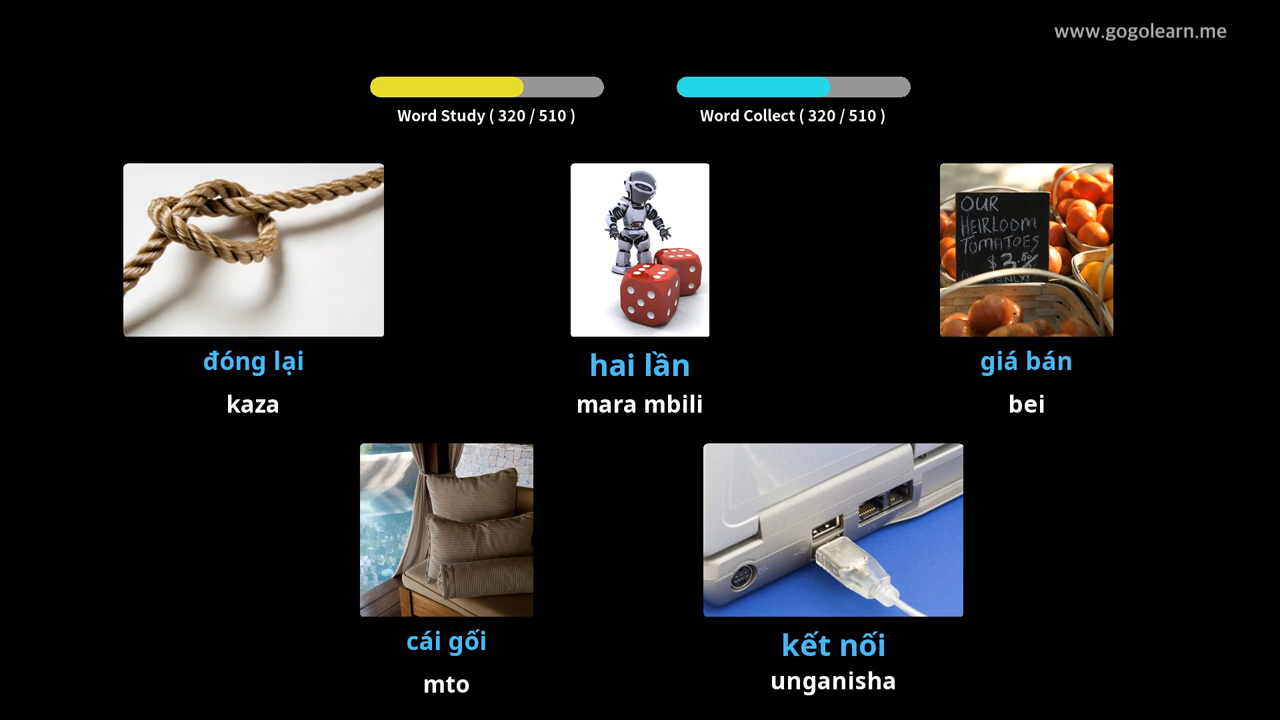 www.gogolearn.me
Word Study ( 320 / 510 )
Word Collect ( 320 / 510 )
OUR
HEIRLOOM
TOMATOES
đóng lại
hai lần
giá bán
kaza
mara mbili
bei
cái gối
kết nối
mto
unganisha